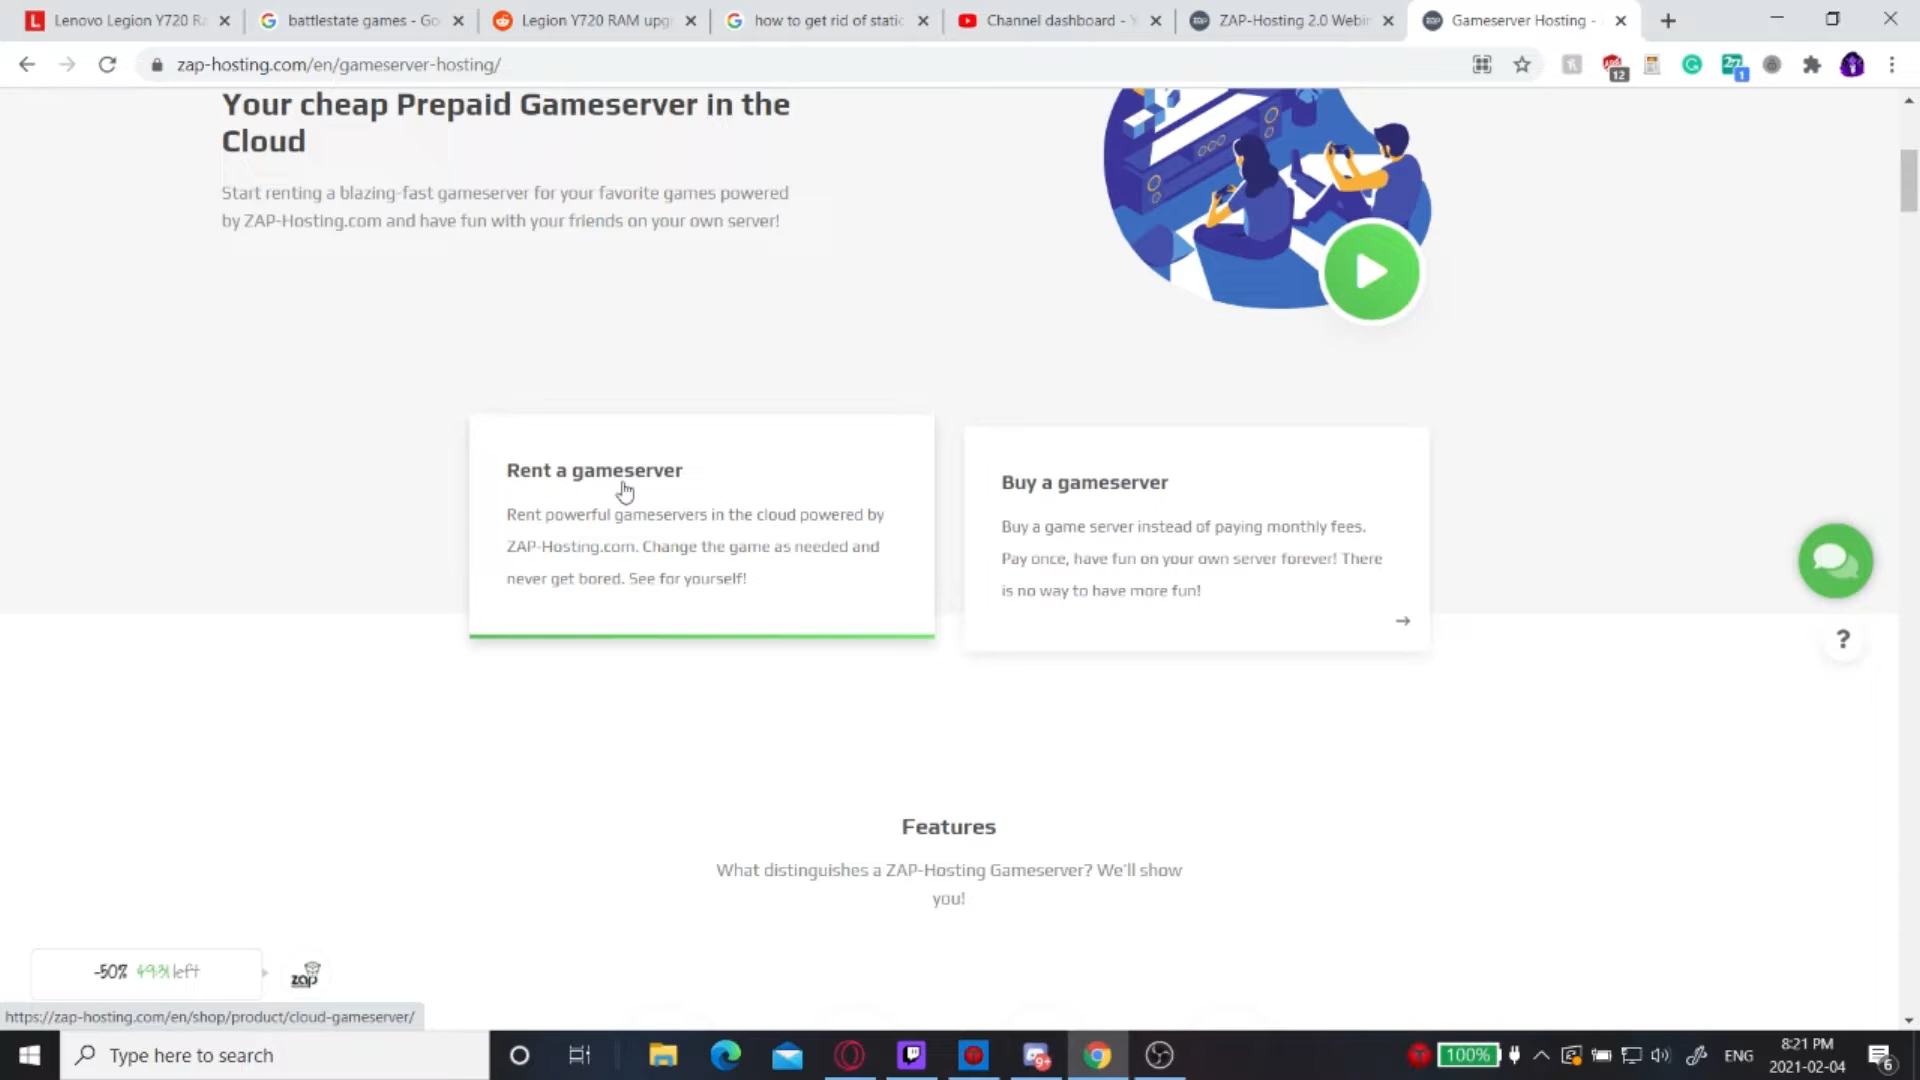 Lenovo Legion Y720 R
battlestate games - Go
Legion Y720 RAM upg
how to get rid of static
Channel dashboard - Y
ZAP-Hosting 2.0 Webin
Gameserver Hosting -
zap-hosting.com/en/gameserver-hosting/
12
1
Your cheap Prepaid Gameserver in the
Cloud
Start renting a blazing-fast gameserver for your favorite games powered
by ZAP-Hosting.com and have fun with your friends on your own server!
Rent a gameserver
Rent powerful gameservers in the cloud powered by
ZAP-Hosting.com. Change the game as needed and
never get bored. See for yourself!
Buy a gameserver
Buy a game server instead of paying monthly fees.
Pay once, have fun on your own server forever! There
is no way to have more fun!
→
?
Features
What distinguishes a ZAP-Hosting Gameserver? We'll show
you!
-50% 49:31 left
zap
https://zap-hosting.com/en/shop/product/cloud-gameserver/
Type here to search
9+
100%
ENG
8:21 PM
2021-02-04
6